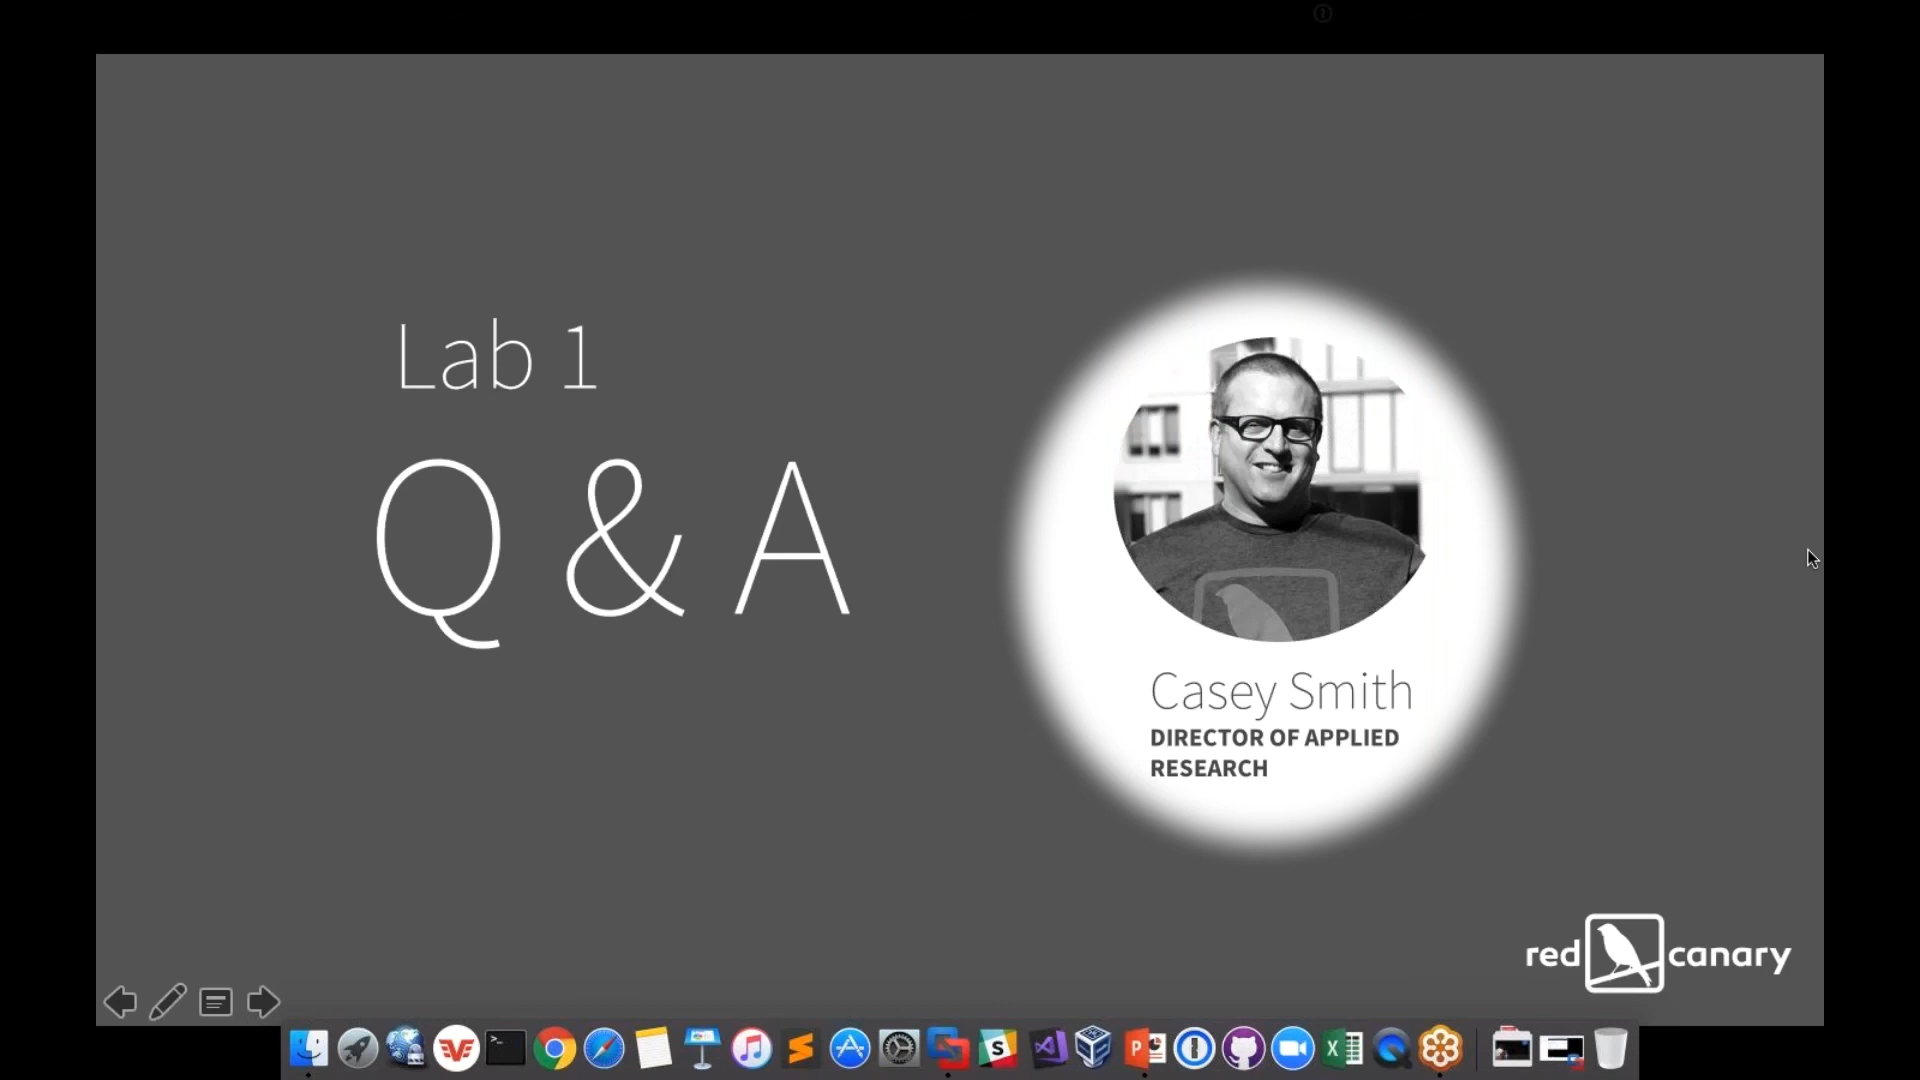 Lab 1
Q & A
Casey Smith
DIRECTOR OF APPLIED
RESEARCH
red canary